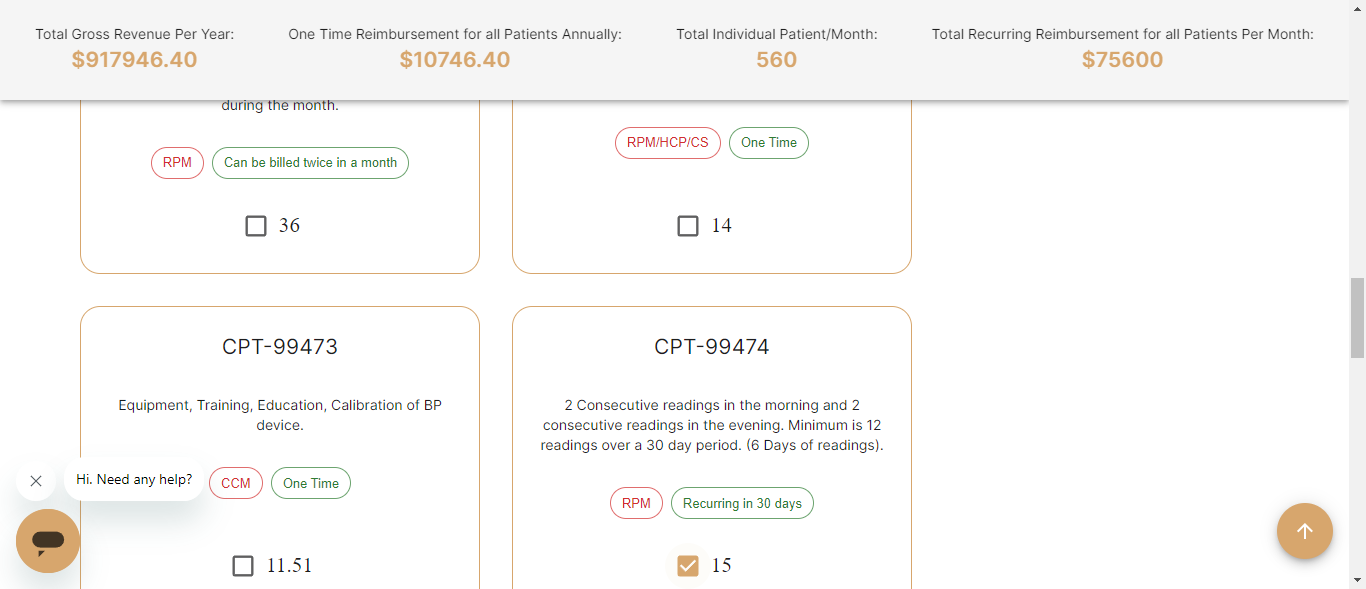 Total Gross Revenue Per Year:
$917946.40
One Time Reimbursement for all Patients Annually:
$10746.40
Total Individual Patient/Month:
560
Total Recurring Reimbursement for all Patients Per Month:
$75600
during the month.
RPM
Can be billed twice in a month
36
RPM/HCP/CS
One Time
14
CPT-99473
Equipment, Training, Education, Calibration of BP
device.
CCM
One Time
11.51
CPT-99474
2 Consecutive readings in the morning and 2
consecutive readings in the evening. Minimum is 12
readings over a 30 day period. (6 Days of readings).
RPM
Recurring in 30 days
15
Hi. Need any help?